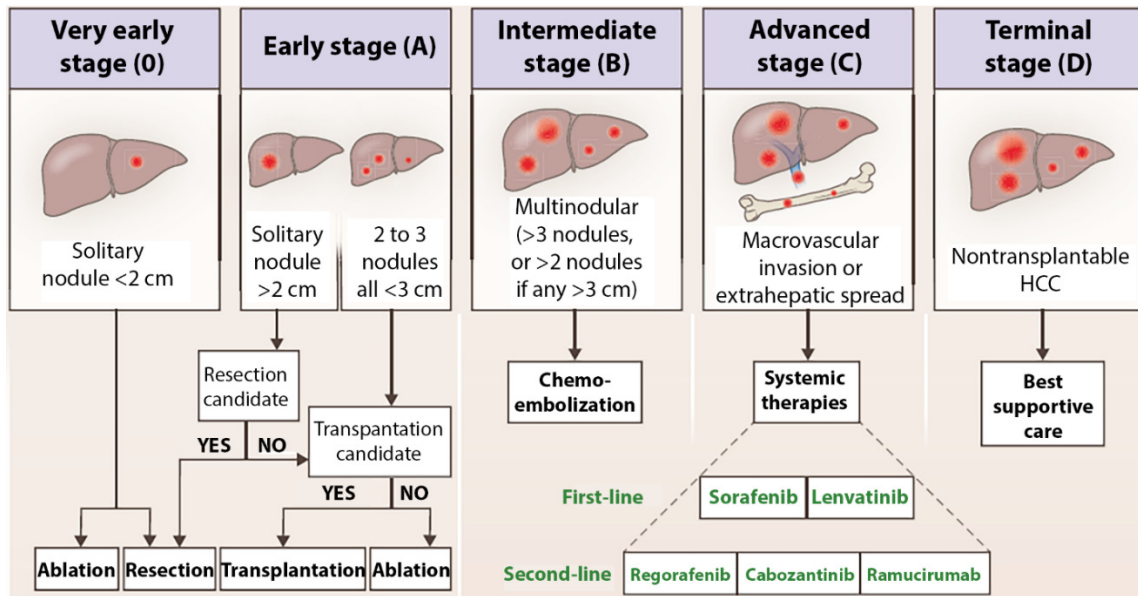 Very early
stage (0)
Early stage (A)
Intermediate
stage (B)
Advanced
stage (C)
Terminal
stage (D)
Solitary
nodule <2 cm
Solitary
nodule
>2 cm
2 to 3
nodules
all <3 cm
Multinodular
(>3 nodules,
or >2 nodules
if any >3 cm)
Macrovascular
invasion or
extrahepatic spread
Nontransplantable
HCC
Resection
candidate
YES
NO
Transpantation
candidate
YES
NO
Ablation
Resection
Transplantation
Ablation
Chemo-
embolization
Systemic
therapies
Best
supportive
care
First-line
Sorafenib
Lenvatinib
Second-line
Regorafenib
Cabozantinib
Ramucirumab